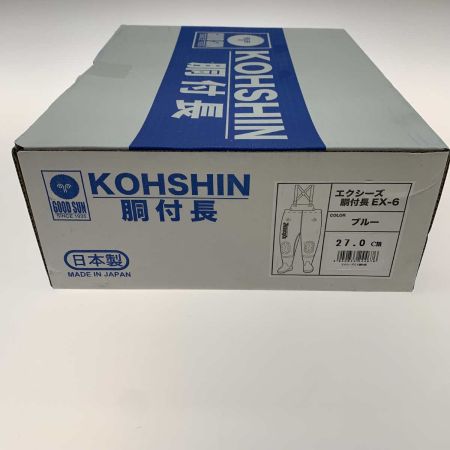 KOHSHIN
胴付長
GOOD SUN
SINCE 1933
KOHSHIN
胴付長
日本製
MADE IN JAPAN
エクシーズ
胴付長 EX-6
COLOR
ブルー
27.0 CM